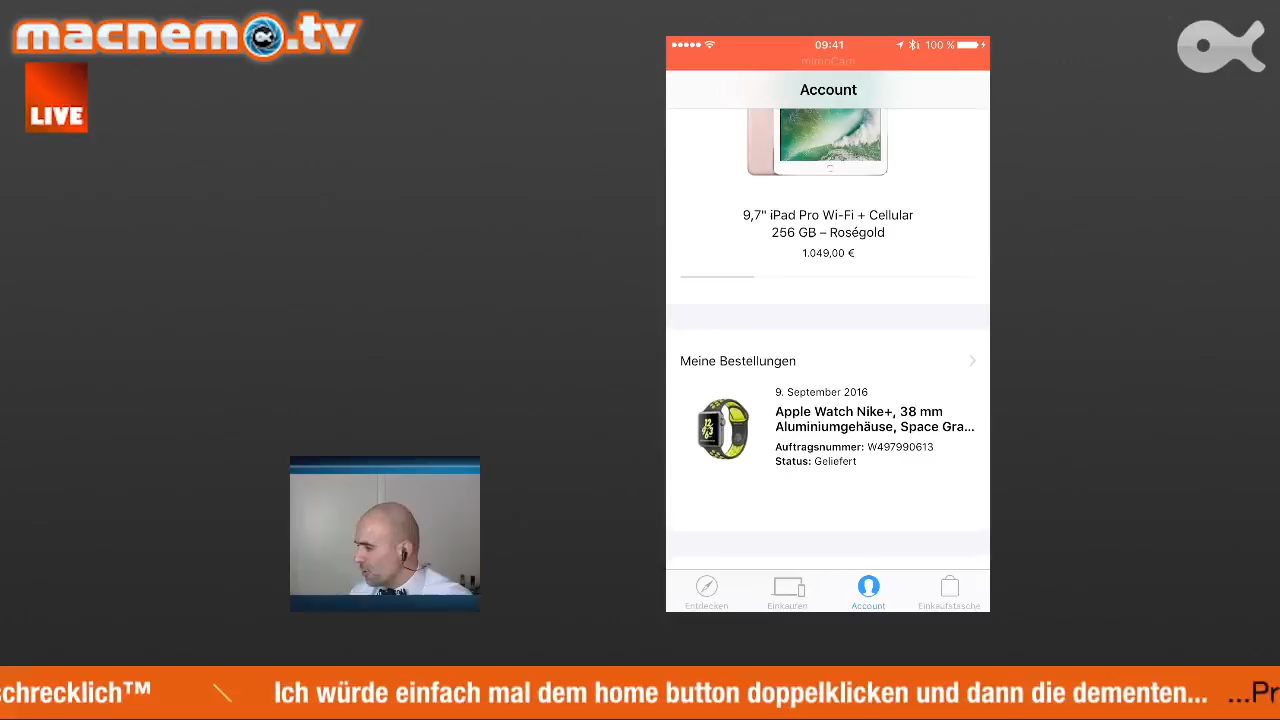 macnemo.tv
LIVE
09:41
100 %
mimoCam
Account
9,7" iPad Pro Wi-Fi + Cellular
256 GB – Roségold
1.049,00 €
Meine Bestellungen
9. September 2016
Apple Watch Nike+, 38 mm
Aluminiumgehäuse, Space Gra...
Auftragsnummer: W497990613
Status: Geliefert
Entdecken
Einkaufen
Account
Einkaufstasche
schrecklich™ \ Ich würde einfach mal dem home button doppelklicken und dann die dementen... ...Pr